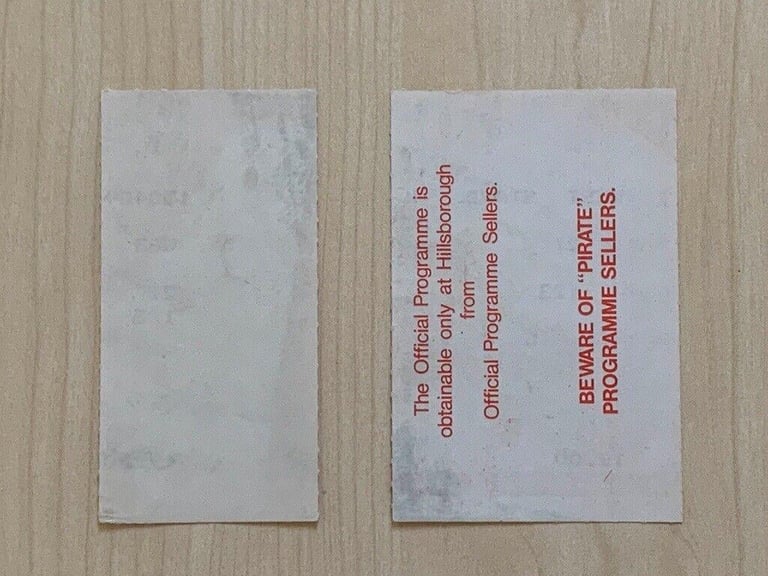 The Official Programme is
obtainable only at Hillsborough
from
Official Programme Sellers.
BEWARE OF “PIRATE”
PROGRAMME SELLERS.